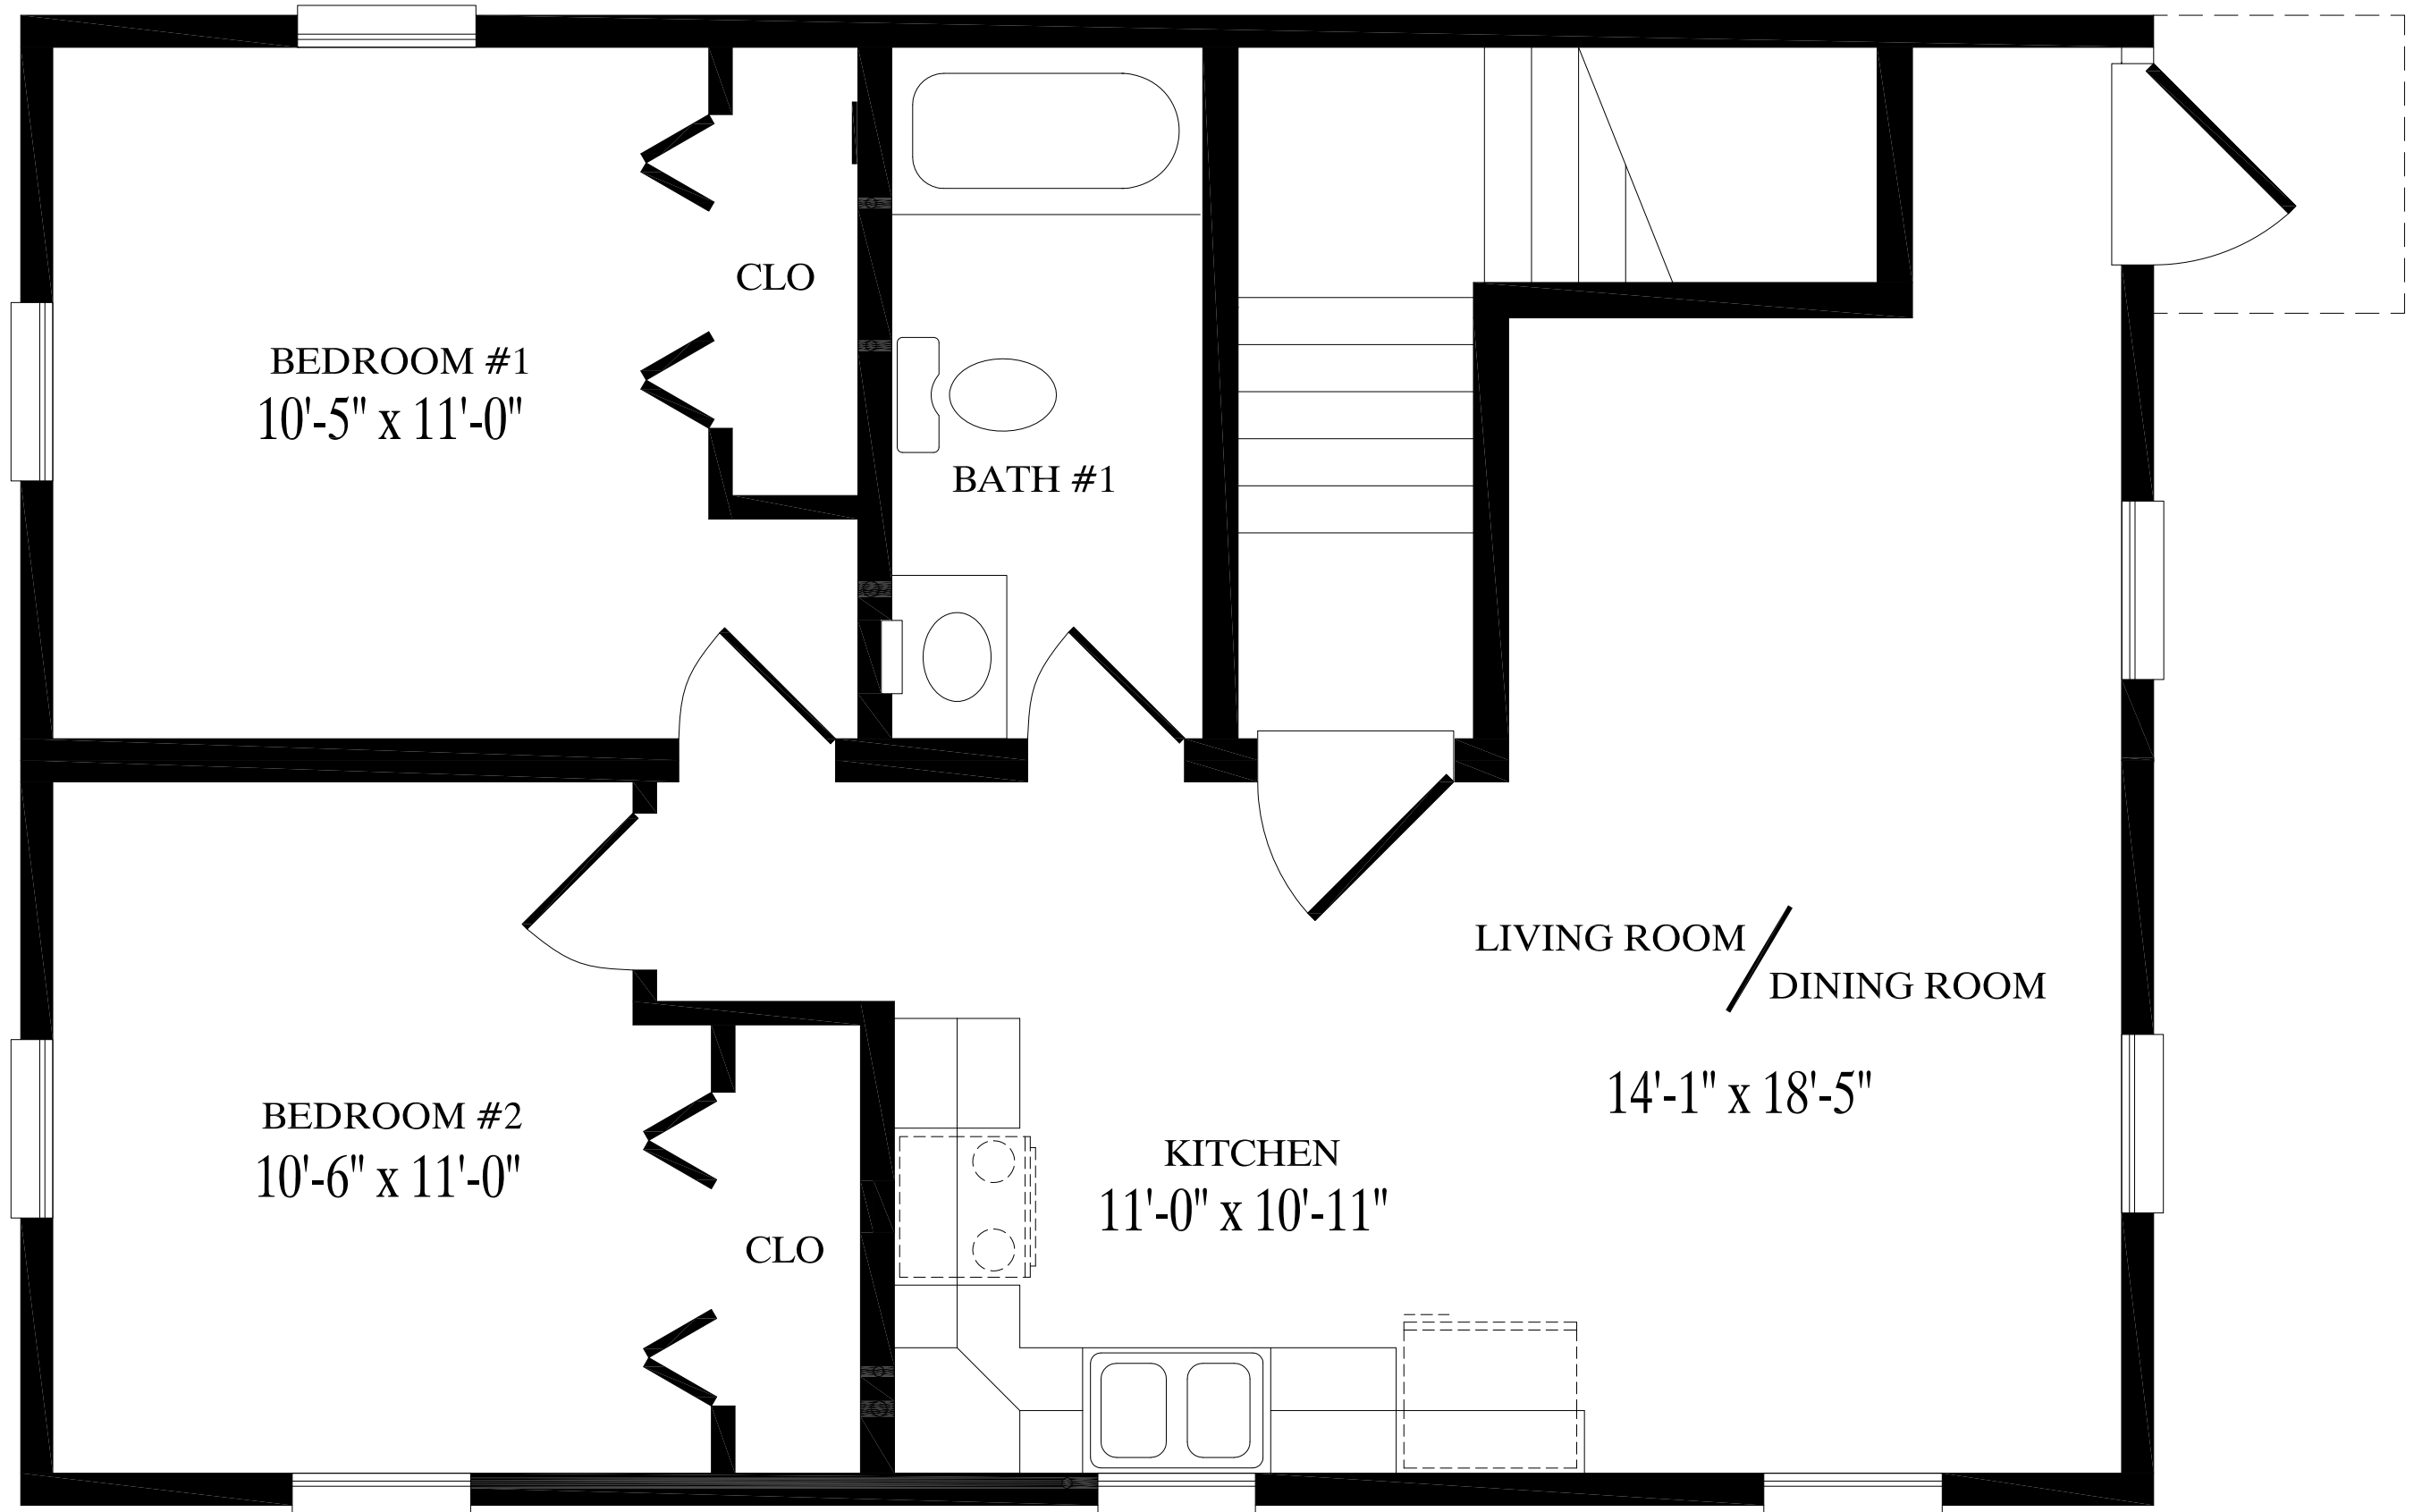 CLO
BEDROOM #1
10'-5" x 11'-0"
BATH #1
LIVING ROOM /
DINING ROOM
14'-1" x 18'-5"
BEDROOM #2
10'-6" x 11'-0"
KITCHEN
11'-0" x 10'-11"
CLO